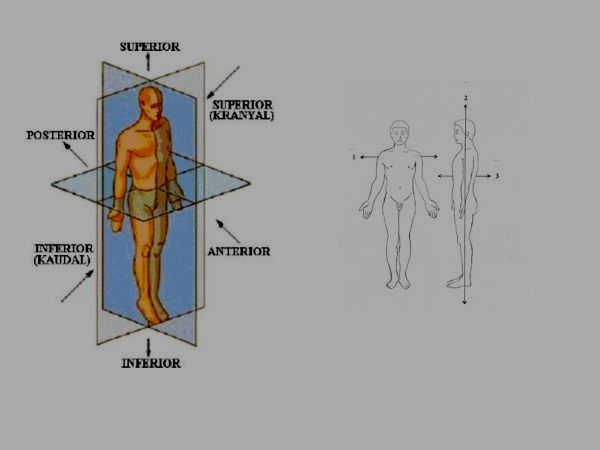 SUPERIOR
SUPERIOR
(KRANYAL)
POSTERIOR
INFERIOR
(KAUDAL)
ANTERIOR
INFERIOR
2
1
3